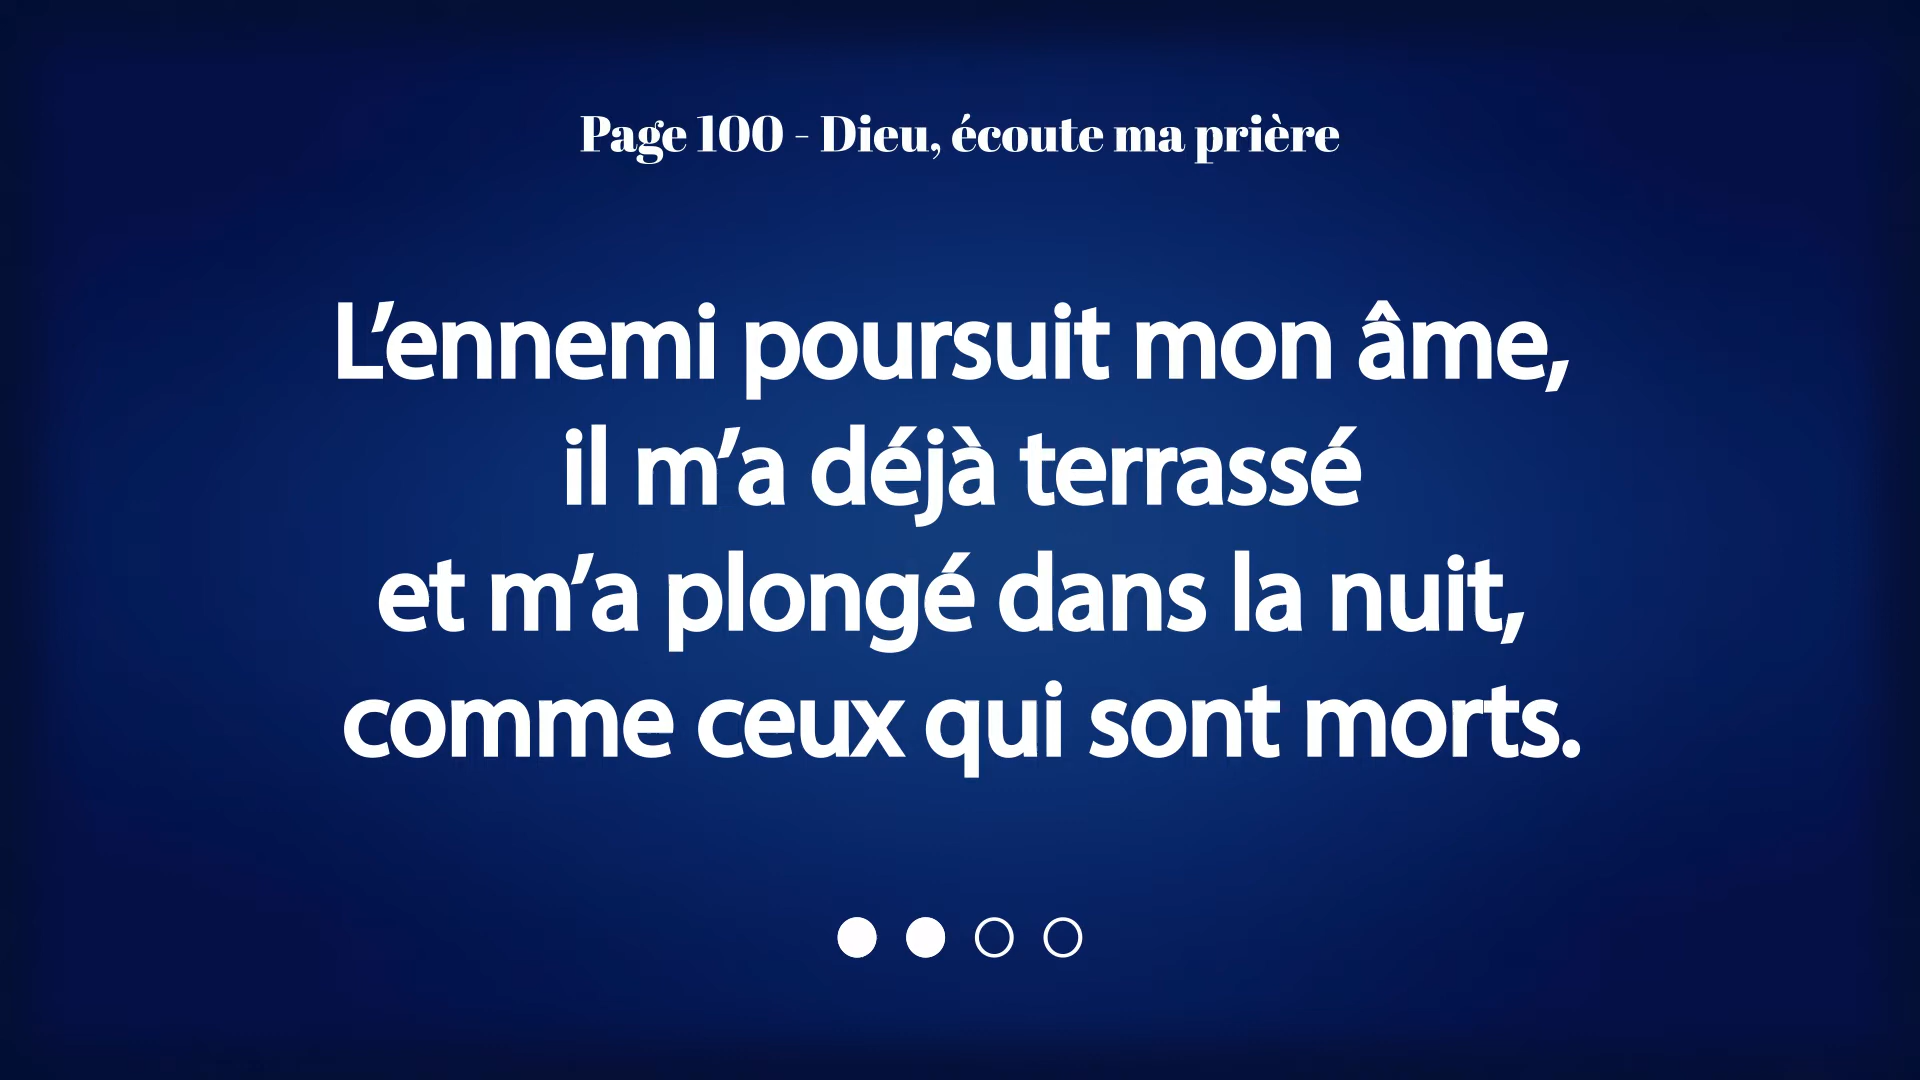 Page 100 - Dieu, écoute ma prière
L’ennemi poursuit mon âme,
il m’a déjà terrassé
et m’a plongé dans la nuit,
comme ceux qui sont morts.